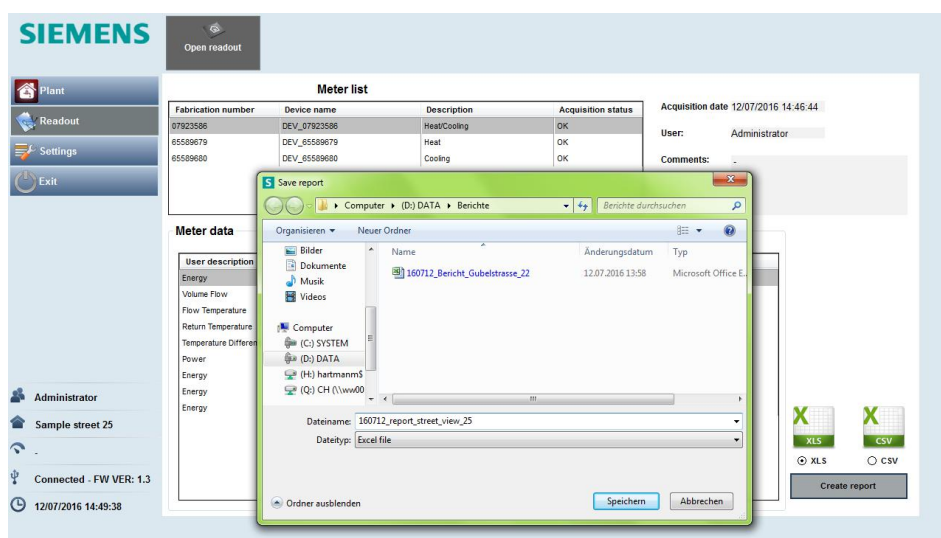 SIEMENS
Open readout
Plant
Readout
Settings
Exit
Meter list
Fabrication number Device name Description Acquisition status
07923586 DEV_07923586 Heat/Cooling OK
65589679 DEV_65589679 Heat OK
65589680 DEV_65589680 Cooling OK
Acquisition date 12/07/2016 14:46:44
User: Administrator
Comments: -
Meter data
User description
Energy
Volume Flow
Flow Temperature
Return Temperature
Temperature Differen
Power
Energy
Energy
Energy
S Save report
Computer (D:) DATA Berichte
Berichte durchsuchen
Organisieren Neuer Ordner
Bilder
Dokumente
Musik
Videos
Computer
(C:) SYSTEM
(D:) DATA
(H:) hartmanm$
(Q:) CH (\\ww00
Name Änderungsdatum Typ
160712_Bericht_Gubelstrasse_22 12.07.2016 13:58 Microsoft Office E
Dateiname: 160712_report_street_view_25
Dateityp: Excel file
Ordner ausblenden
Speichern Abbrechen
X X
XLS CSV
XLS CSV
Create report
Administrator
Sample street 25
-
Connected - FW VER: 1.3
12/07/2016 14:49:38